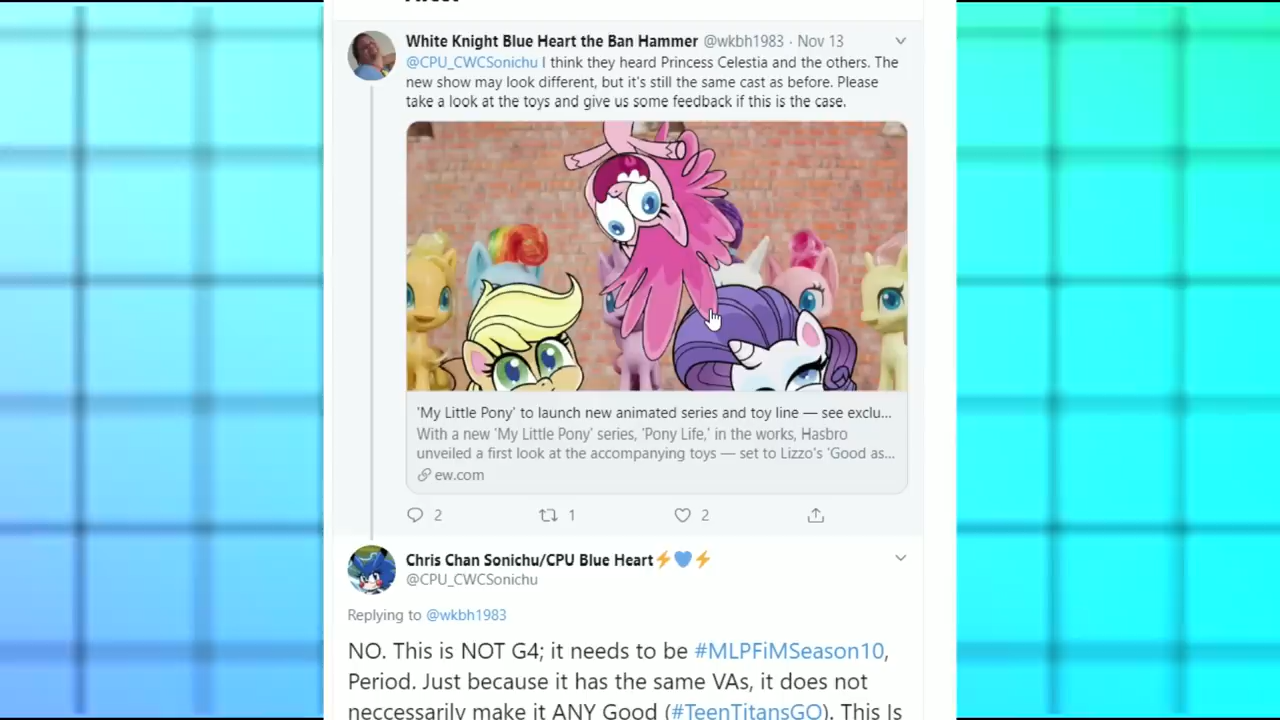 White Knight Blue Heart the Ban Hammer @wkbh1983 · Nov 13
@CPU_CWCSonichu I think they heard Princess Celestia and the others. The
new show may look different, but it's still the same cast as before. Please
take a look at the toys and give us some feedback if this is the case.
'My Little Pony' to launch new animated series and toy line — see exclu...
With a new 'My Little Pony' series, 'Pony Life,' in the works, Hasbro
unveiled a first look at the accompanying toys — set to Lizzo's 'Good as...
ew.com
2 1 2
Chris Chan Sonichu/CPU Blue Heart⚡💙⚡
@CPU_CWCSonichu
Replying to @wkbh1983
NO. This is NOT G4; it needs to be #MLPFiMSeason10,
Period. Just because it has the same VAs, it does not
neccessarily make it ANY Good (#TeenTitansGO). This Is